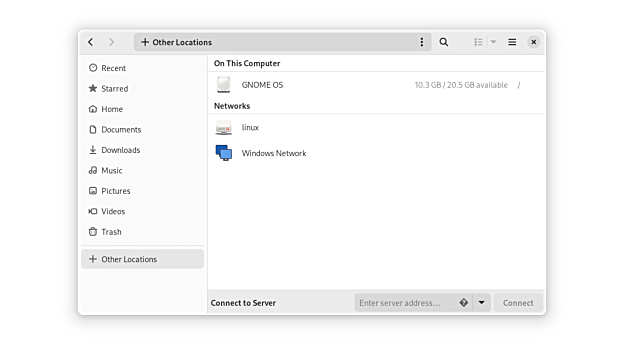 Other Locations
On This Computer
Recent
GNOME OS 10.3 GB / 20.5 GB available /
Starred
Networks
Home
linux
Documents
Downloads
Windows Network
Music
Pictures
Videos
Trash
Other Locations
Connect to Server Enter server address... Connect